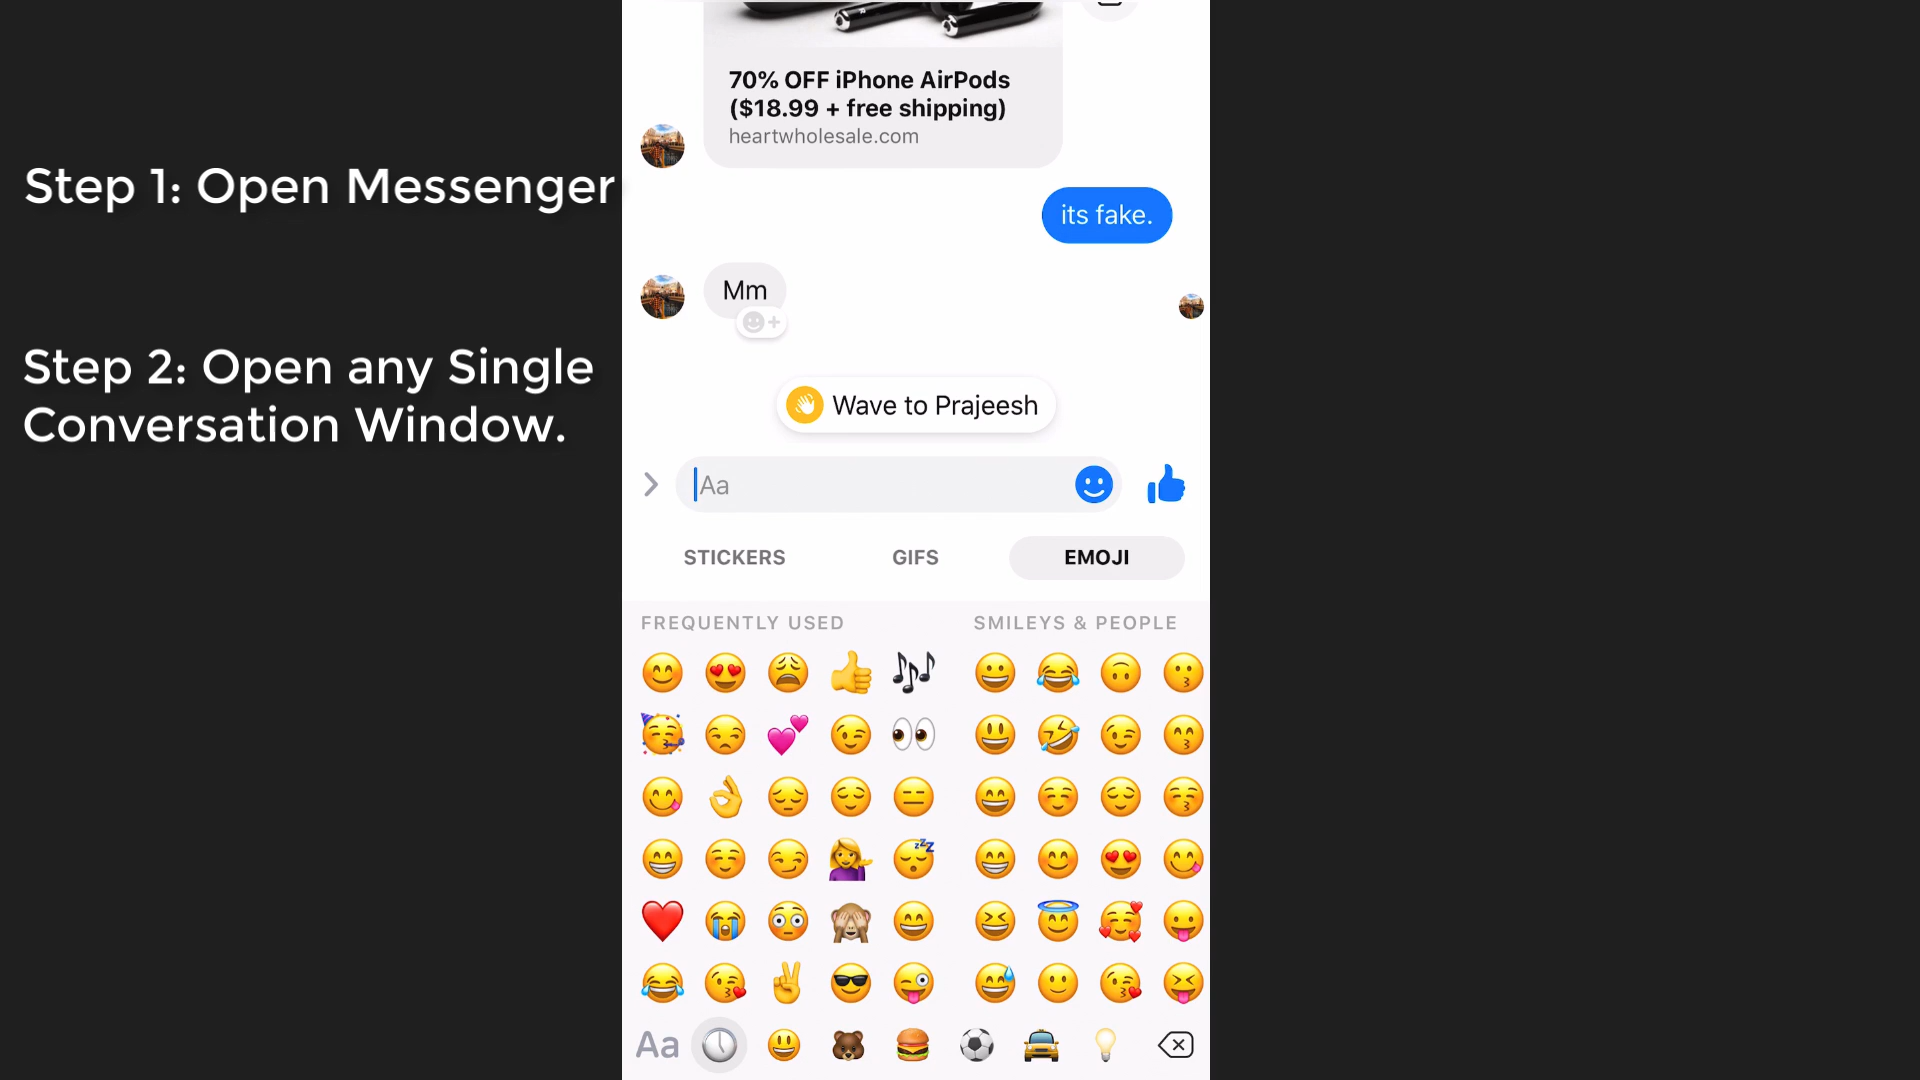 Step 1: Open Messenger
Step 2: Open any Single
Conversation Window.
70% OFF iPhone AirPods
($18.99 + free shipping)
heartwholesale.com
its fake.
Mm
Wave to Prajeesh
Aa
STICKERS
GIFS
EMOJI
FREQUENTLY USED
SMILEYS & PEOPLE
Aa